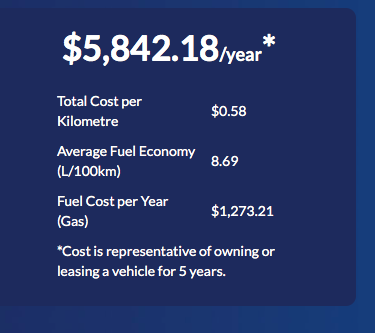 $5,842.18/year*
Total Cost per
Kilometre
$0.58
Average Fuel Economy
(L/100km)
8.69
Fuel Cost per Year
(Gas)
$1,273.21
*Cost is representative of owning or
leasing a vehicle for 5 years.